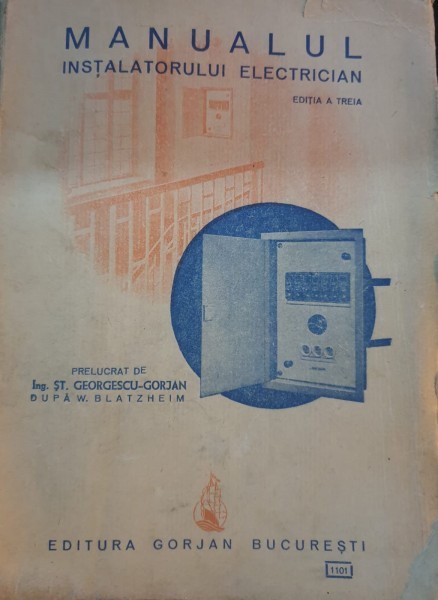 MANUALUL
INSTALATORULUI ELECTRICIAN
EDIȚIA A TREIA
PRELUCRAT DE
Ing. ȘT. GEORGESCU-GORJAN
DUPĂ W. BLATZHEIM
EDITURA GORJAN BUCUREȘTI
1101